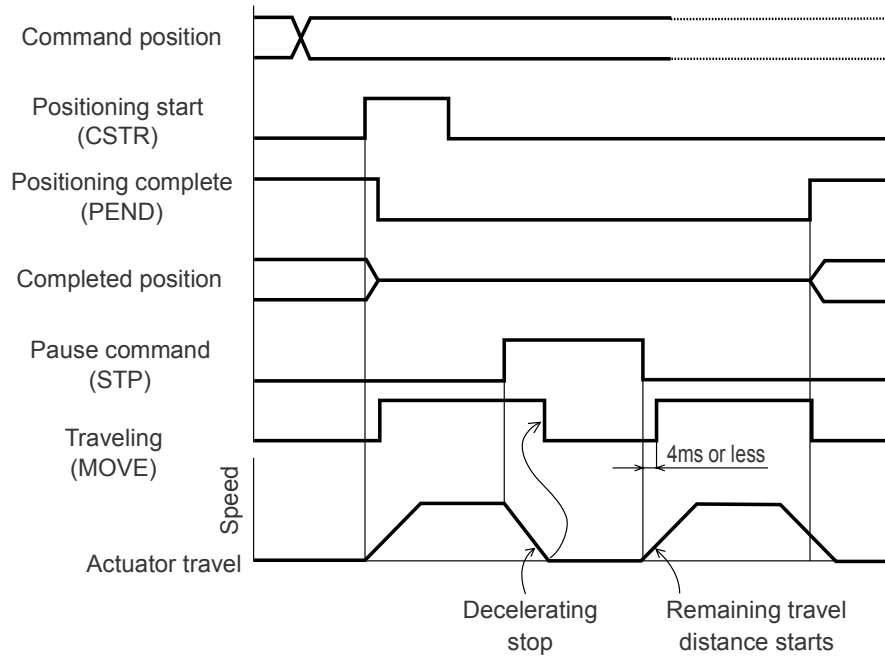 Command position
Positioning start
(CSTR)
Positioning complete
(PEND)
Completed position
Pause command
(STP)
Traveling
(MOVE)
4ms or less
Speed
Actuator travel
Decelerating
stop
Remaining travel
distance starts